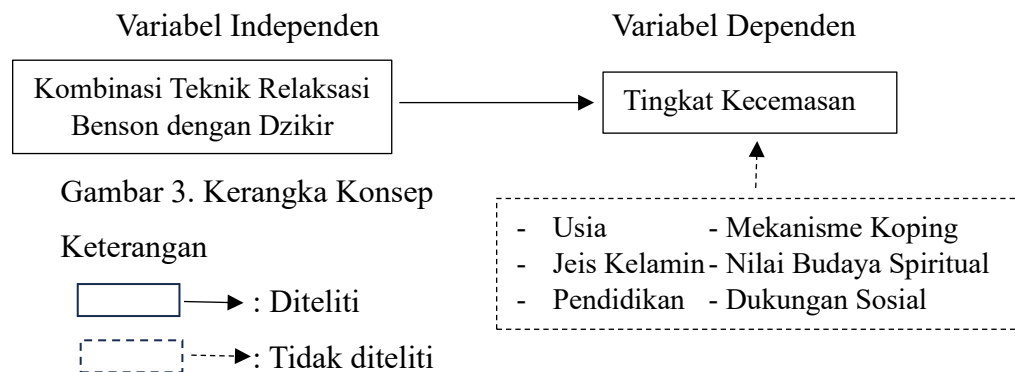 Variabel Independen
Variabel Dependen
Kombinasi Teknik Relaksasi
Benson dengan Dzikir
Tingkat Kecemasan
Gambar 3. Kerangka Konsep
Keterangan
: Diteliti
: Tidak diteliti
- Usia - Mekanisme Koping
- Jeis Kelamin - Nilai Budaya Spiritual
- Pendidikan - Dukungan Sosial